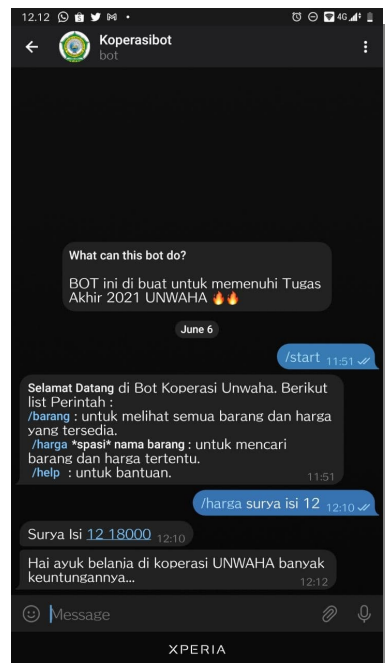 12.12
4G
Koperasibot
bot
What can this bot do?
BOT ini di buat untuk memenuhi Tugas
Akhir 2021 UNWAHA 🔥🔥
June 6
/start 11:51
Selamat Datang di Bot Koperasi Unwaha. Berikut
list Perintah :
/barang : untuk melihat semua barang dan harga
yang tersedia.
/harga *spasi* nama barang : untuk mencari
barang dan harga tertentu.
/help : untuk bantuan.
11:51
/harga surya isi 12 12:10
Surya Isi 12 18000 12:10
Hai ayuk belanja di koperasi UNWAHA banyak
keuntungannya...
12:12
Message
XPERIA